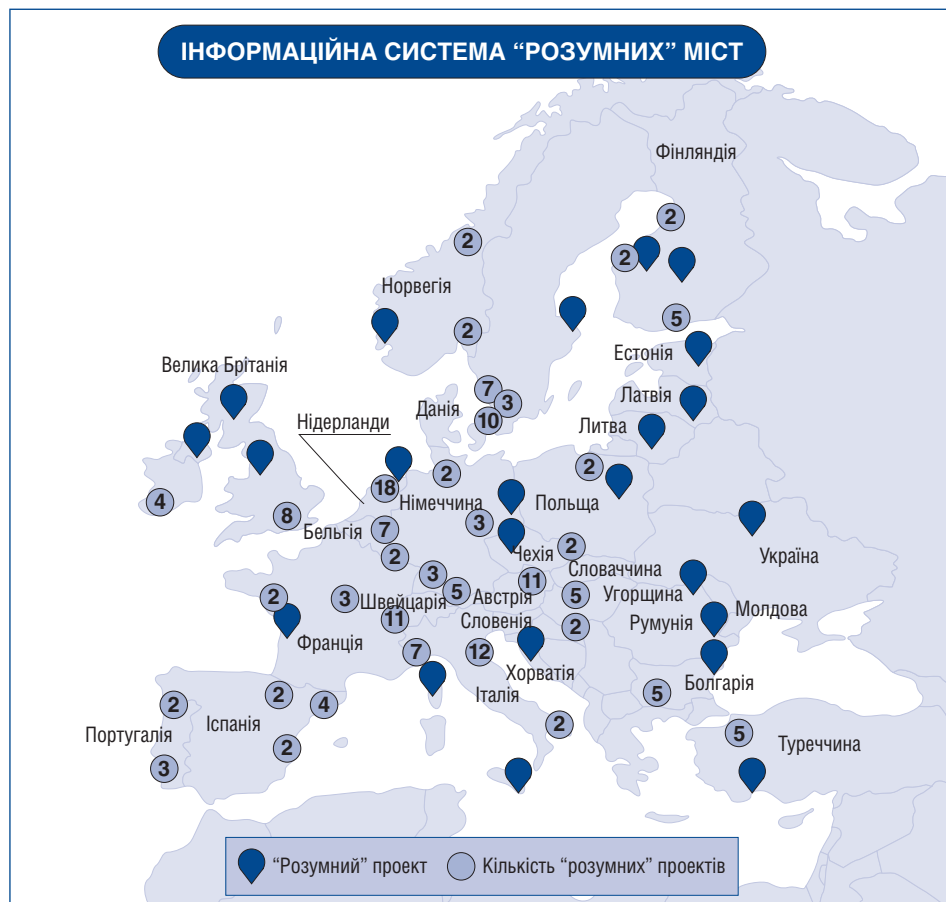 ІНФОРМАЦІЙНА СИСТЕМА “РОЗУМНИХ” МІСТ
Фінляндія
2
2
2
Норвегія
2
5
Естонія
Велика Брітанія
7
Латвія
3
Данія
10
Литва
Нідерланди
2
2
18
4
Німеччина
Польща
8
3
Бельгія
7
Україна
2
Чехія
2
Словаччина
3
11
5
Угорщина
2
3
Швейцарія
Австрія
5
Молдова
11
Словенія
2
Румунія
Франція
7
12
Хорватія
Болгарія
Італія
5
2
2
4
Іспанія
2
Португалія
2
5
Туреччина
3
“Розумний” проект
Кількість “розумних” проектів